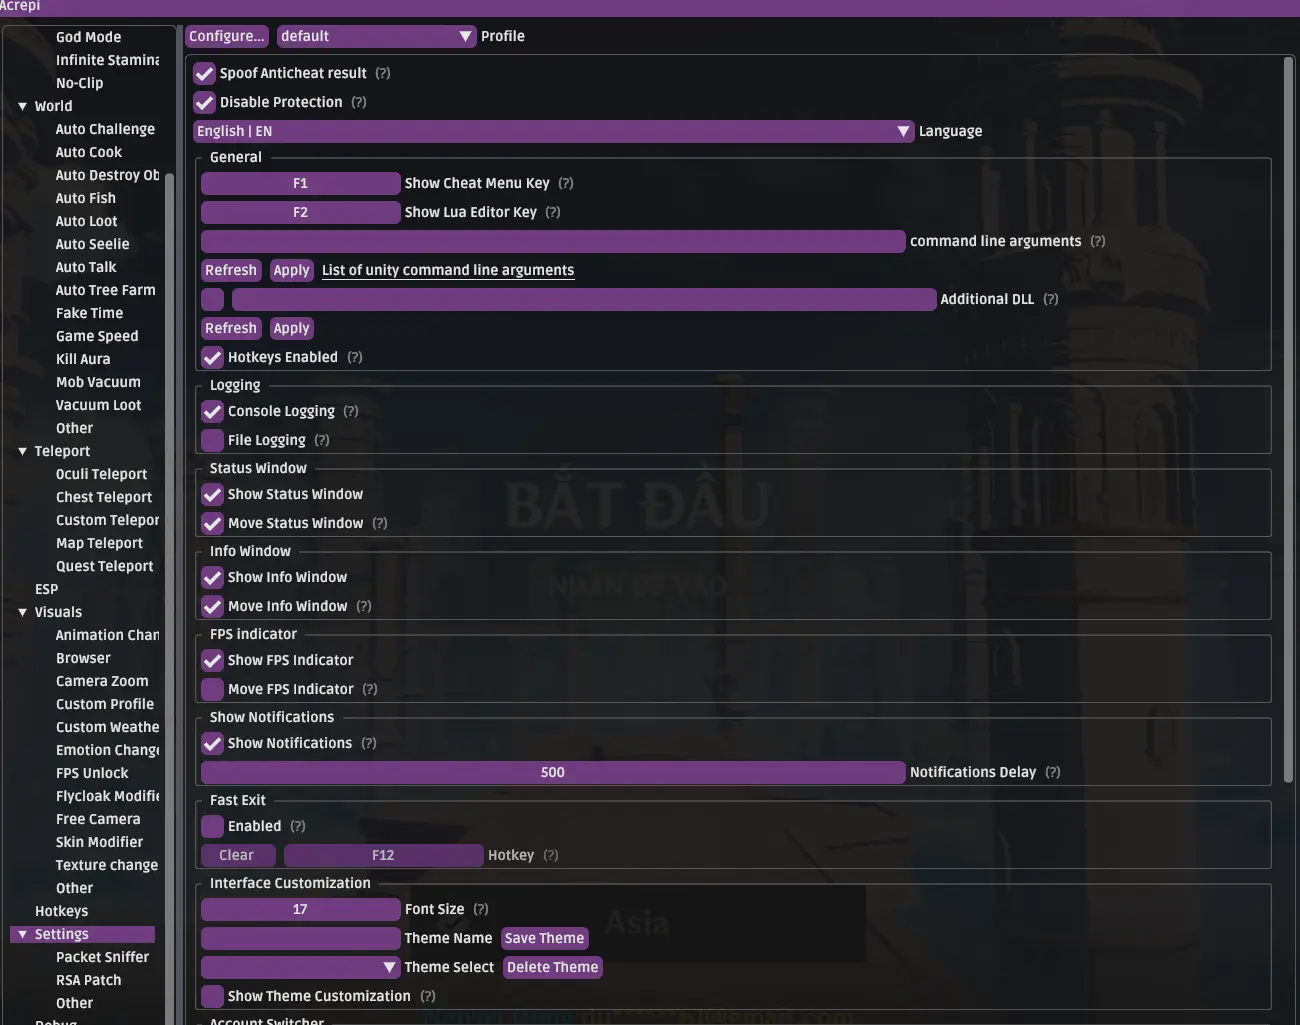 Acrepi
God Mode
Infinite Stamina
No-Clip
World
Auto Challenge
Auto Cook
Auto Destroy Ob
Auto Fish
Auto Loot
Auto Seelie
Auto Talk
Auto Tree Farm
Fake Time
Game Speed
Kill Aura
Mob Vacuum
Vacuum Loot
Other
Teleport
Oculi Teleport
Chest Teleport
Custom Telepor
Map Teleport
Quest Teleport
ESP
Visuals
Animation Chan
Browser
Camera Zoom
Custom Profile
Custom Weathe
Emotion Change
FPS Unlock
Flycloak Modifie
Free Camera
Skin Modifier
Texture change
Other
Hotkeys
Settings
Packet Sniffer
RSA Patch
Other
Debug
Configure... default Profile
Spoof Anticheat result (?)
Disable Protection (?)
English | EN Language
General
F1 Show Cheat Menu Key (?)
F2 Show Lua Editor Key (?)
command line arguments (?)
Refresh Apply List of unity command line arguments
Additional DLL (?)
Refresh Apply
Hotkeys Enabled (?)
Logging
Console Logging (?)
File Logging (?)
Status Window
Show Status Window
BẮT ĐẦU
Move Status Window (?)
Info Window
Show Info Window
NHẤN ĐỂ VÀO
Move Info Window (?)
FPS indicator
Show FPS Indicator
Move FPS Indicator (?)
Show Notifications
Show Notifications (?)
500 Notifications Delay (?)
Fast Exit
Enabled (?)
Clear F12 Hotkey (?)
Interface Customization
17 Font Size (?)
Asia
Theme Name Save Theme
Theme Select Delete Theme
Show Theme Customization (?)
Account Switcher